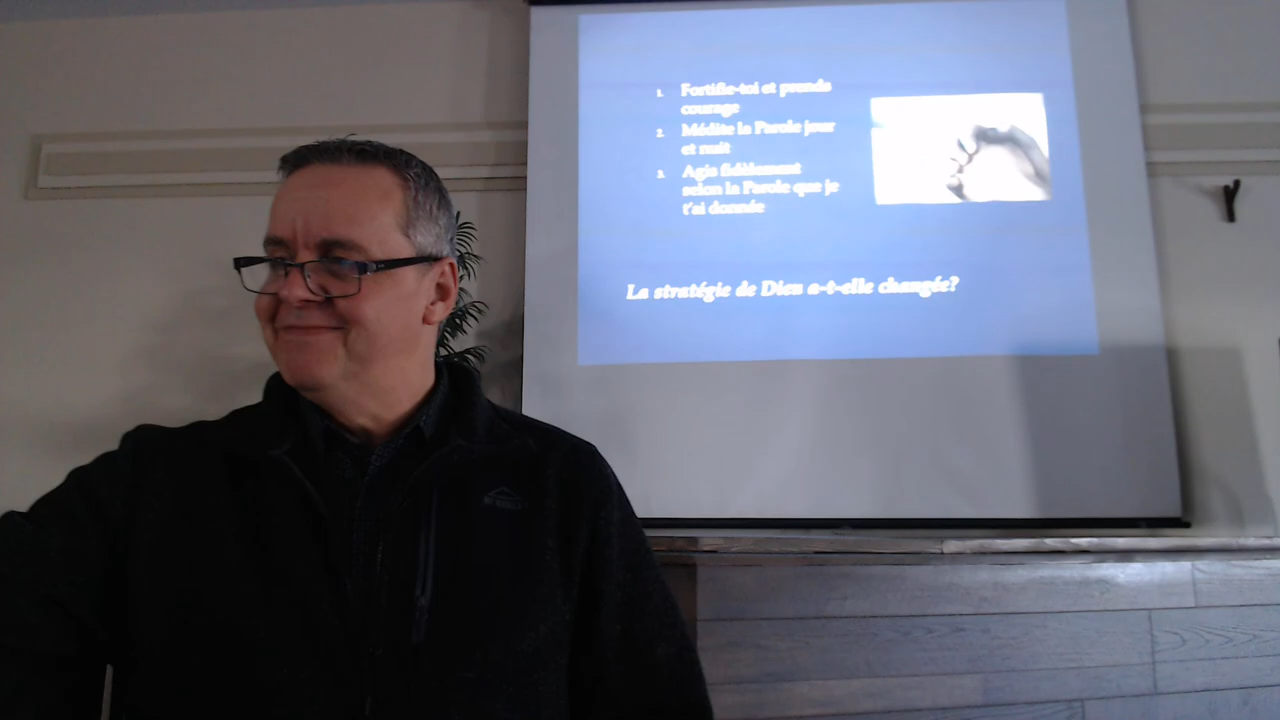 1. Fortifie-toi et prends
courage
2. Médite la Parole jour
et nuit
3. Agis fidèlement
selon la Parole que je
t'ai donnée
La stratégie de Dieu a-t-elle changée?